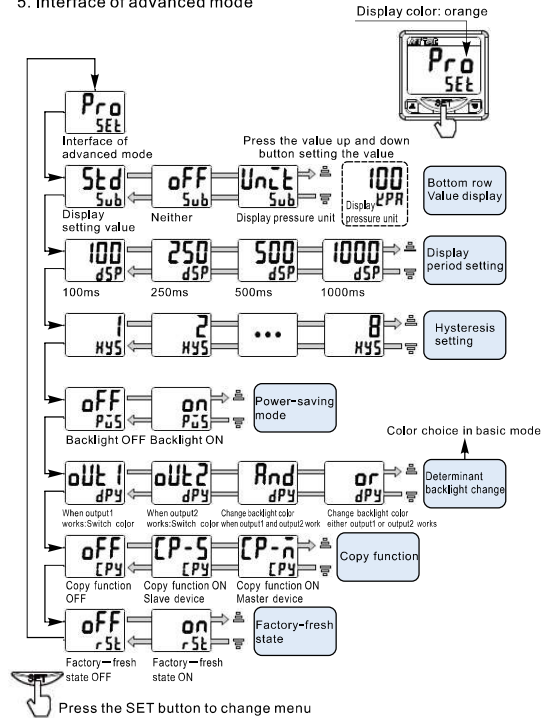 5. Interface of advanced mode
Display color: orange
Pro
SEt
SET
Pro
SEt
Interface of
advanced mode
Press the value up and down
button setting the value
Std
Sub
oFF
Sub
Unit
Sub
100
KPA
Display
pressure unit
Bottom row
Value display
Display
setting value
Neither
Display pressure unit
100
dSP
250
dSP
500
dSP
1000
dSP
Display
period setting
100ms
250ms
500ms
1000ms
1
HYS
2
HYS
•••
8
HYS
Hysteresis
setting
oFF
PuS
on
PuS
Power-saving
mode
Backlight OFF
Backlight ON
Color choice in basic mode
oUt1
dPY
oUt2
dPY
And
dPY
or
dPY
Determinant
backlight change
When output1
works:Switch color
When output2
works:Switch color
Change backlight color
when output1 and output2 work
Change backlight color
either output1 or output2 works
oFF
CPY
CP-S
CPY
CP-m
CPY
Copy function
Copy function
OFF
Copy function ON
Slave device
Copy function ON
Master device
oFF
rSt
on
rSt
Factory-fresh
state
Factory-fresh
state OFF
Factory-fresh
state ON
SET
Press the SET button to change menu